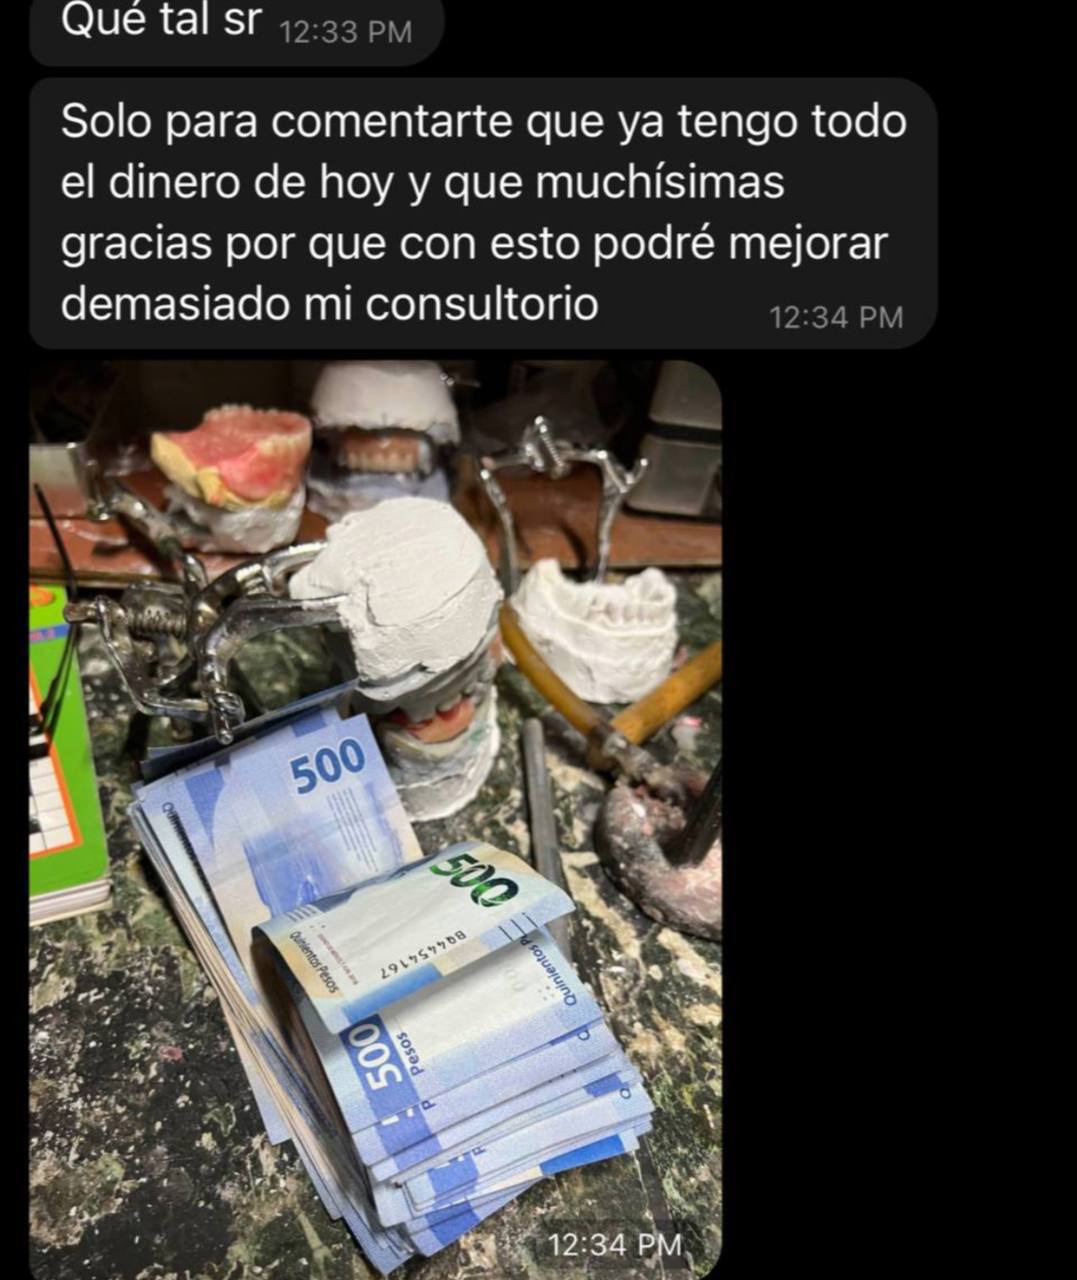 Qué tal sr 12:33 PM
Solo para comentarte que ya tengo todo
el dinero de hoy y que muchísimas
gracias por que con esto podré mejorar
demasiado mi consultorio 12:34 PM
500
500
BQ4454167
Quinientos Pesos
Quinientos P
500
Pesos
12:34 PM